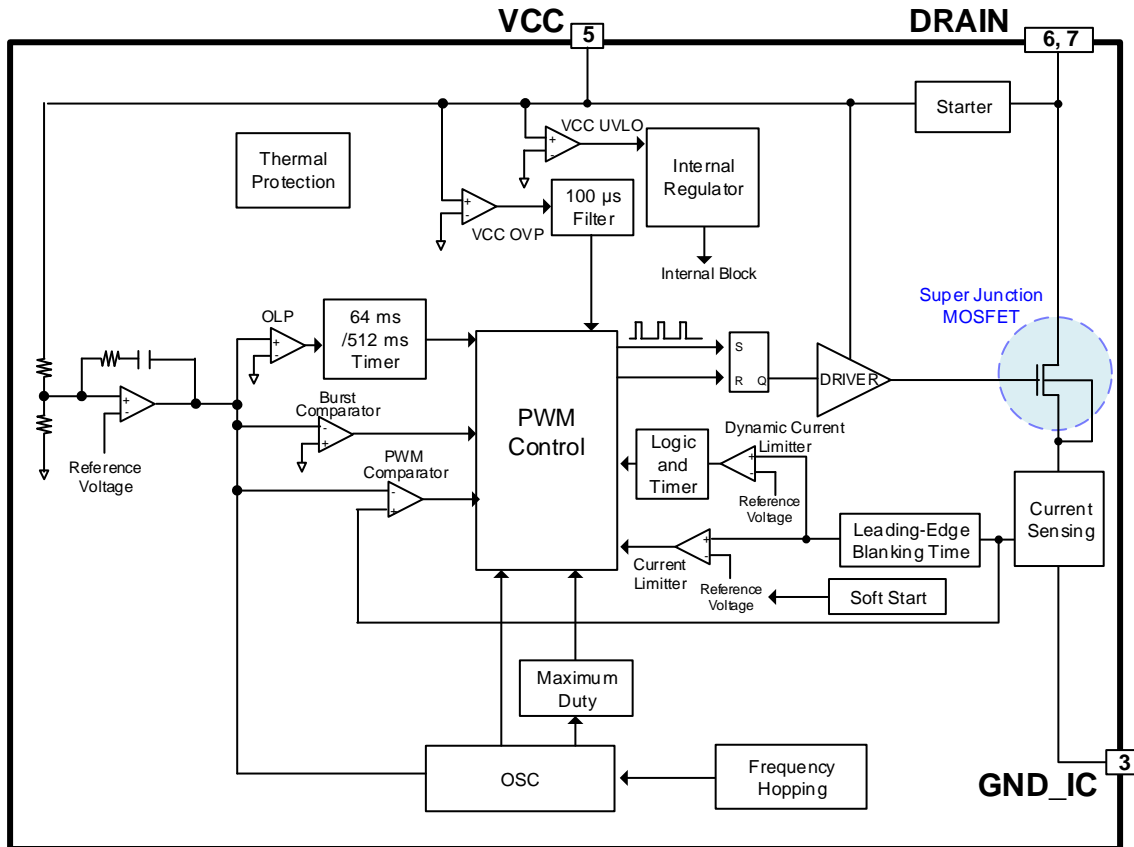 VCC
5
DRAIN
6, 7
Starter
VCC UVLO
+
-
Thermal
Protection
Internal
Regulator
100 µs
Filter
+
-
VCC OVP
Internal Block
Super Junction
MOSFET
OLP
64 ms
/512 ms
Timer
+
-
S
R Q
DRIVER
PWM
Control
+
-
Reference
Voltage
Burst
Comparator
-
+
PWM
Comparator
-
+
Dynamic Current
Limitter
Logic
and
Timer
+
-
Reference
Voltage
Current
Sensing
Leading-Edge
Blanking Time
+
-
Current
Limitter
Reference
Voltage
Soft Start
Maximum
Duty
OSC
Frequency
Hopping
3
GND_IC